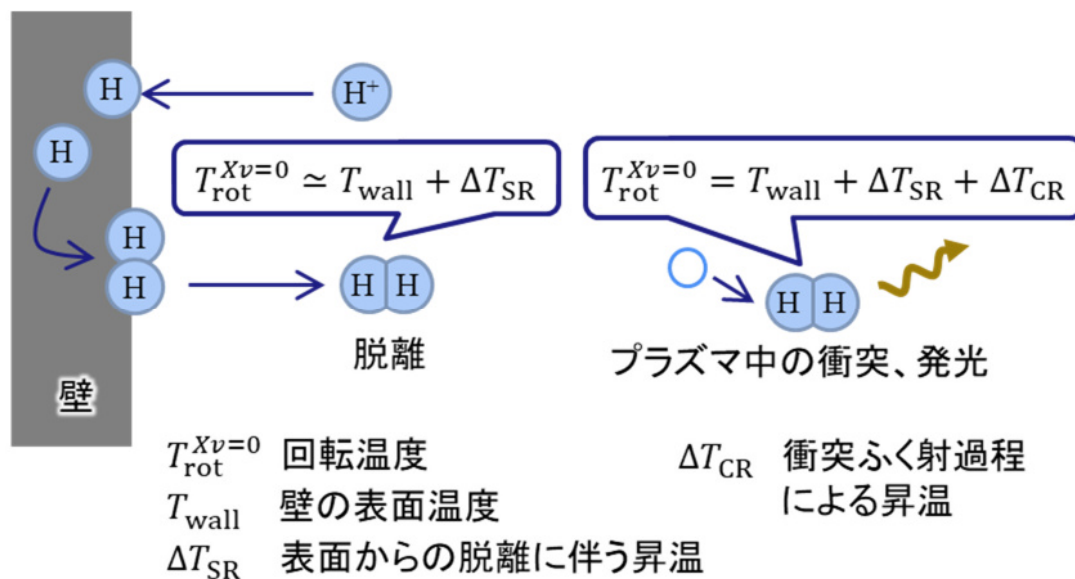 H
H⁺
H
T_rot^{Xv=0} ≃ T_wall + ΔT_SR
T_rot^{Xv=0} = T_wall + ΔT_SR + ΔT_CR
H
H
H H
H H
脱離
プラズマ中の衝突、発光
壁
T_rot^{Xv=0} 回転温度
T_wall 壁の表面温度
ΔT_SR 表面からの脱離に伴う昇温
ΔT_CR 衝突ふく射過程
による昇温